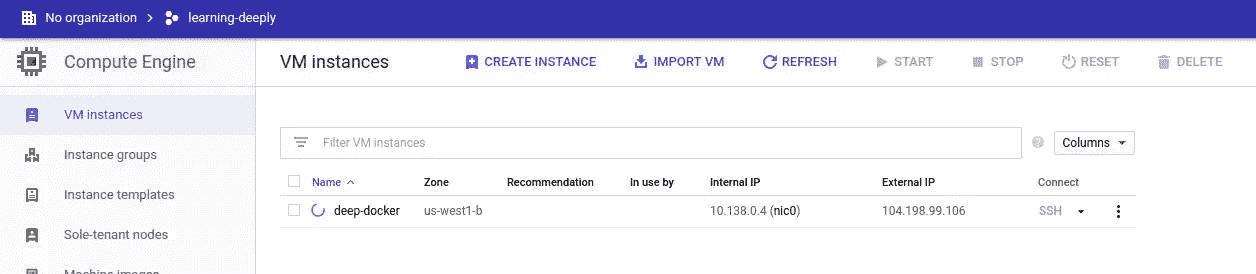 No organization > learning-deeply
Compute Engine
VM instances
CREATE INSTANCE
IMPORT VM
REFRESH
START
STOP
RESET
DELETE
VM instances
Instance groups
Instance templates
Sole-tenant nodes
Machine images
Filter VM instances
Columns
Name Zone Recommendation In use by Internal IP External IP Connect
deep-docker us-west1-b 10.138.0.4 (nic0) 104.198.99.106 SSH